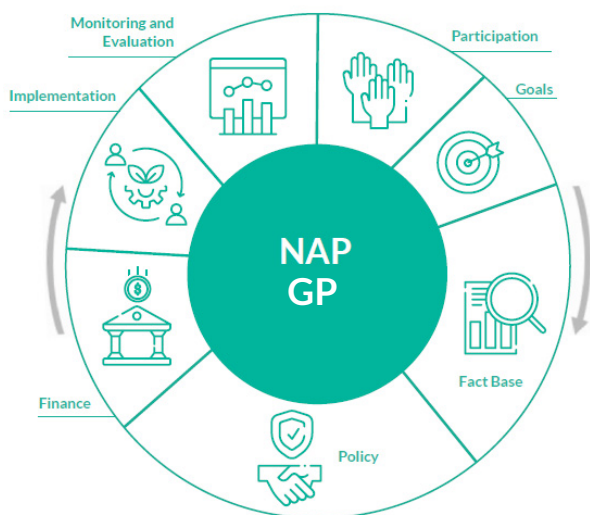 Monitoring and
Evaluation
Participation
Implementation
Goals
NAP
GP
$
Fact Base
Finance
Policy